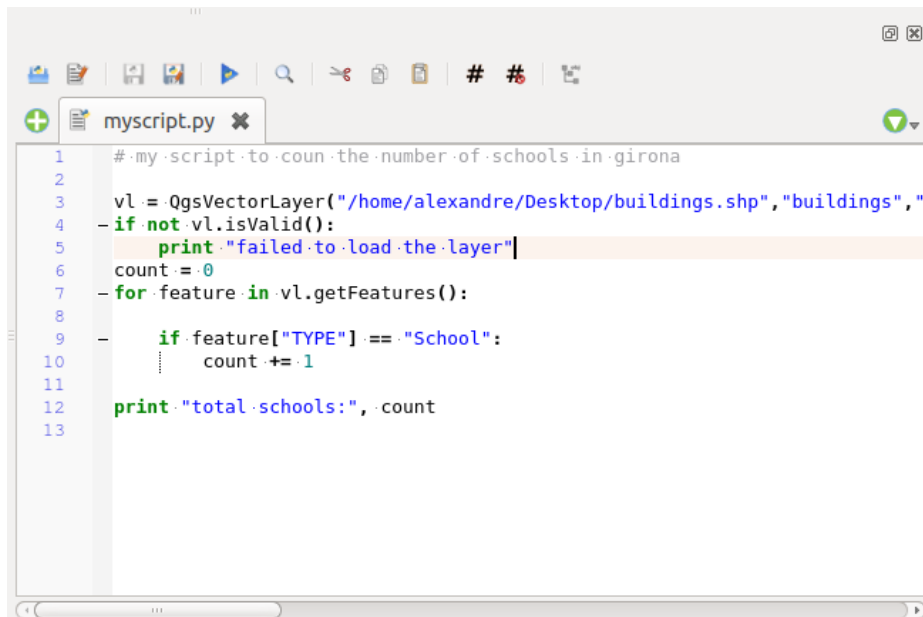 myscript.py
1 # my script to coun the number of schools in girona
2
3 vl = QgsVectorLayer("/home/alexandre/Desktop/buildings.shp","buildings","
4 if not vl.isValid():
5     print "failed to load the layer"
6 count = 0
7 for feature in vl.getFeatures():
8
9     if feature["TYPE"] == "School":
10         count += 1
11
12 print "total schools:", count
13